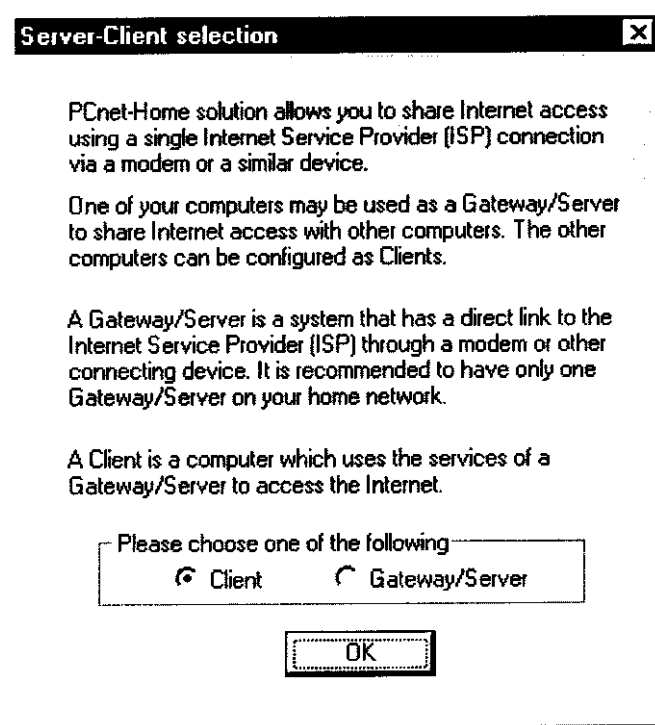 Server-Client selection
PCnet-Home solution allows you to share Internet access
using a single Internet Service Provider (ISP) connection
via a modem or a similar device.
One of your computers may be used as a Gateway/Server
to share Internet access with other computers. The other
computers can be configured as Clients.
A Gateway/Server is a system that has a direct link to the
Internet Service Provider (ISP) through a modem or other
connecting device. It is recommended to have only one
Gateway/Server on your home network.
A Client is a computer which uses the services of a
Gateway/Server to access the Internet.
Please choose one of the following
Client Gateway/Server
OK